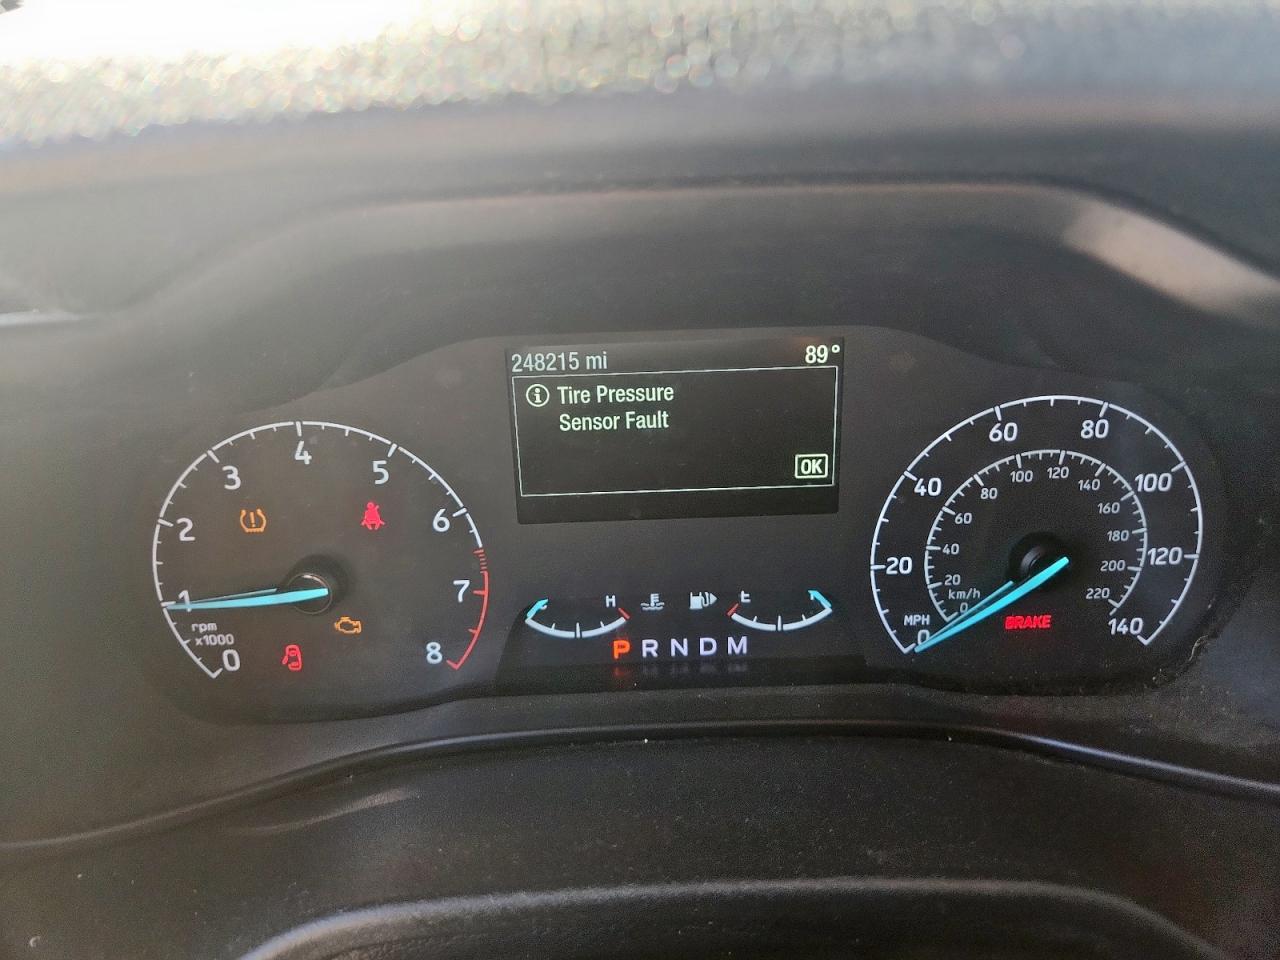 248215 mi 89°
Tire Pressure
Sensor Fault
OK
0 1 2 3 4 5 6 7 8
rpm
x1000
H
E
P R N D M
0 20 40 60 80 100 120 140
MPH
0 20 40 60 80 100 120 140 160 180 200 220
km/h
BRAKE